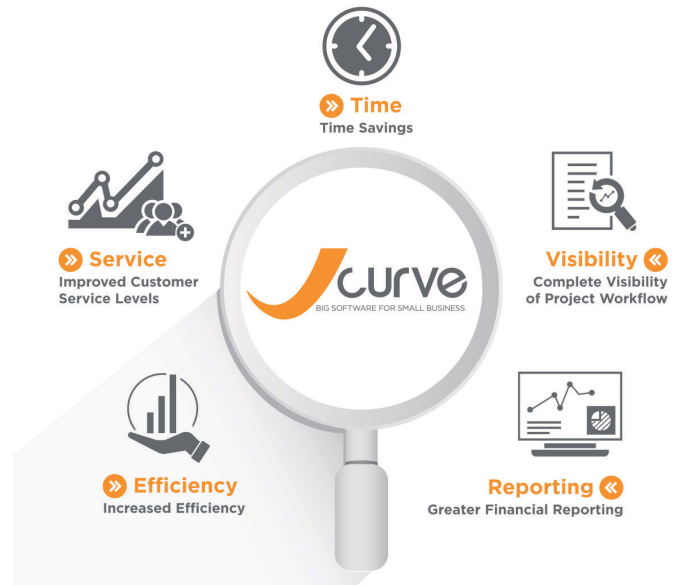 Time
Time Savings
Service
Improved Customer
Service Levels
Visibility
Complete Visibility
of Project Workflow
Jcurve
BIG SOFTWARE FOR SMALL BUSINESS
Efficiency
Increased Efficiency
Reporting
Greater Financial Reporting